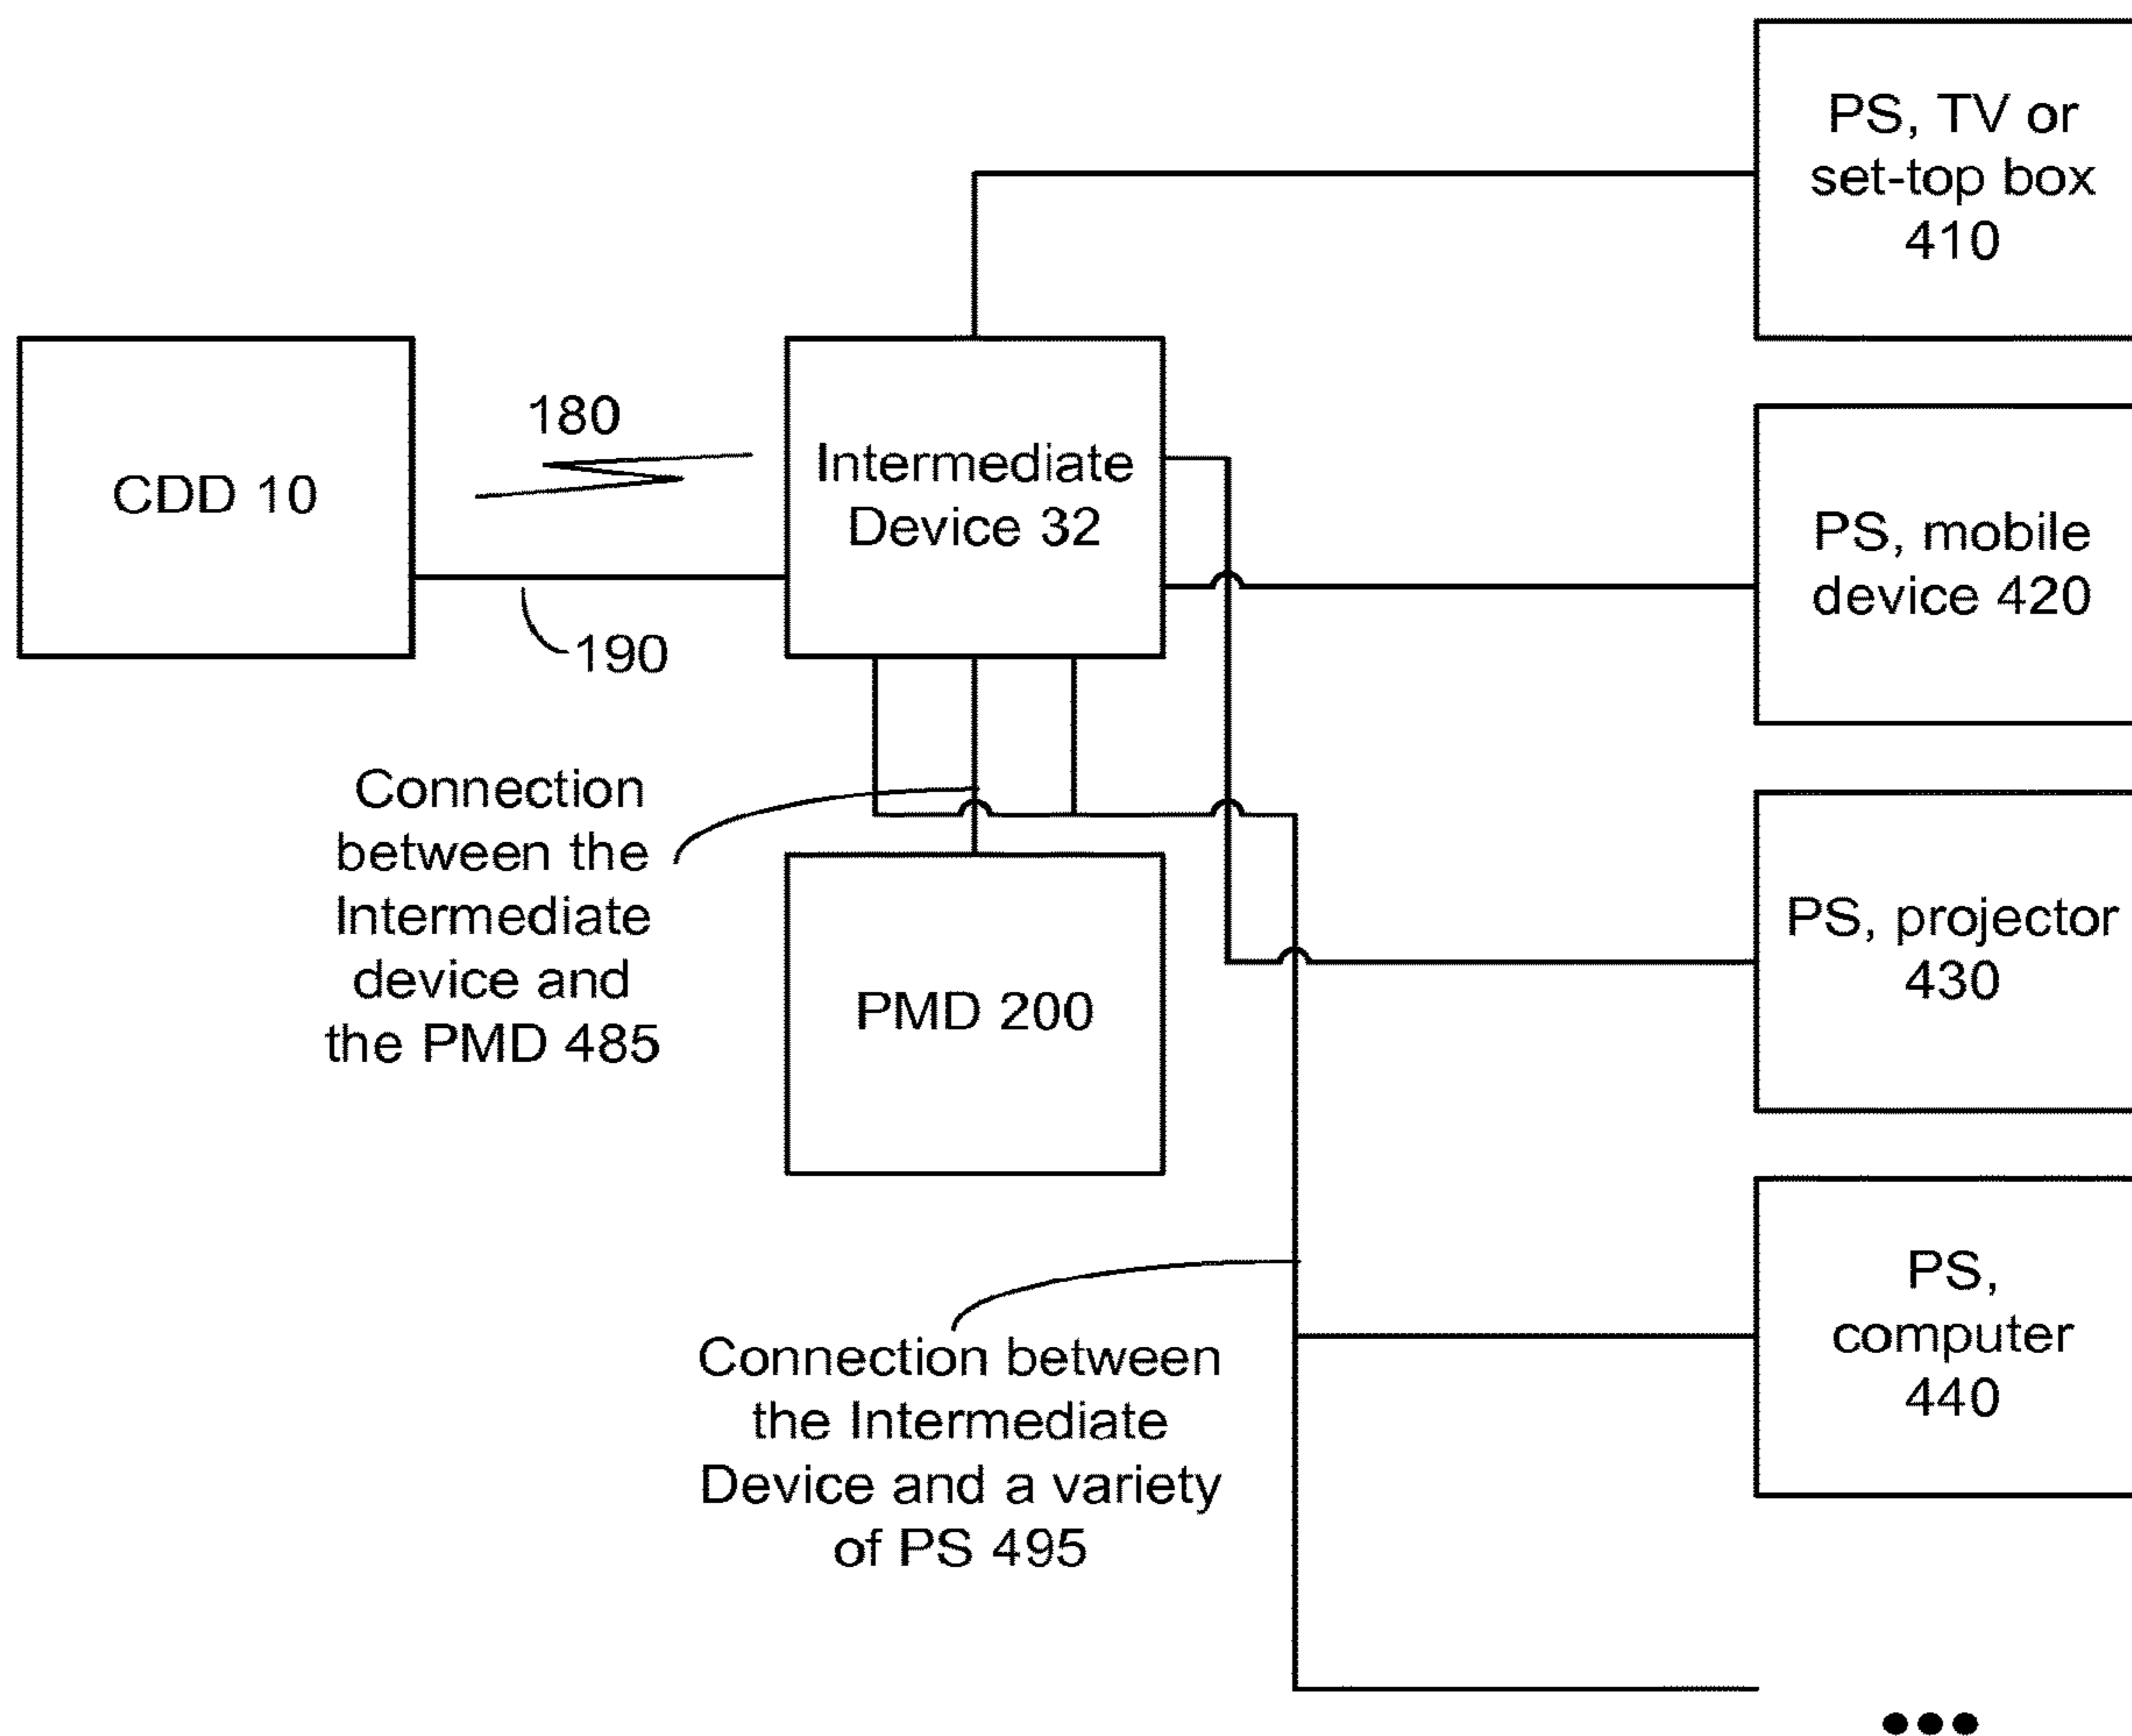 PS, TV or
set-top box
410
CDD 10
180
190
Intermediate
Device 32
PS, mobile
device 420
Connection
between the
Intermediate
device and
the PMD 485
PMD 200
PS, projector
430
Connection between
the Intermediate
Device and a variety
of PS 495
PS,
computer
440
•••